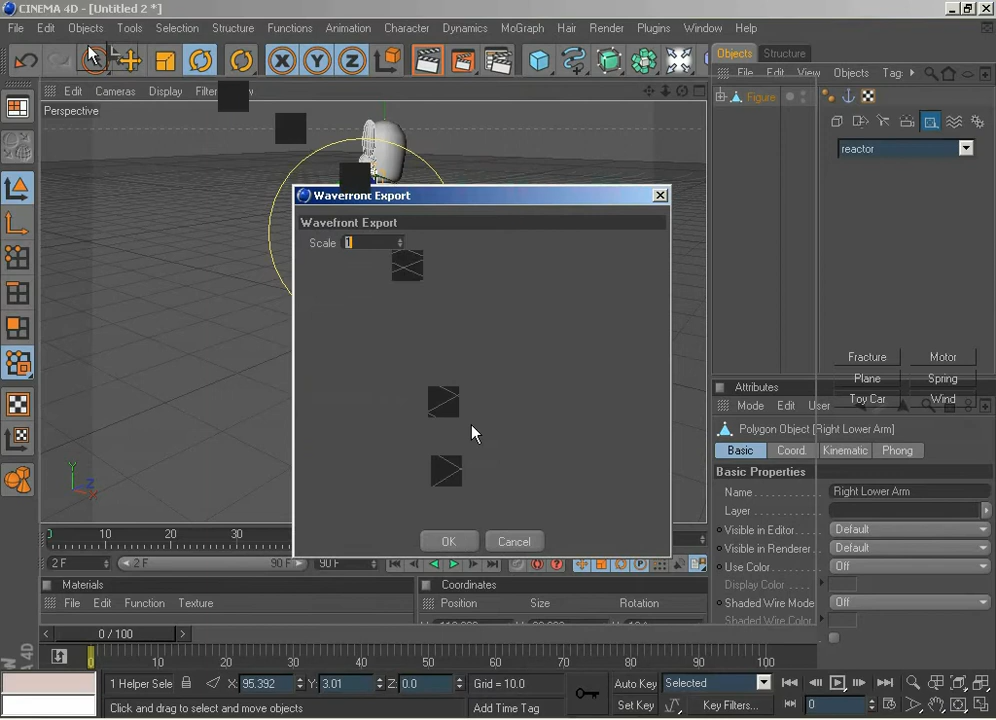 CINEMA 4D - [Untitled 2 *]
File Edit Objects Tools Selection Structure Functions Animation Character Dynamics MoGraph Hair Render Plugins Window Help
Objects Structure
File Edit View Objects Tag
Edit Cameras Display Filter
Perspective
Figure
reactor
Wavefront Export
Wavefront Export
Scale 1
OK Cancel
Fracture Motor
Plane Spring
Toy Car Wind
Attributes
Mode Edit User
Polygon Object [Right Lower Arm]
Basic Coord. Kinematic Phong
Basic Properties
Name Right Lower Arm
Layer
Visible in Editor Default
Visible in Renderer Default
Use Color Off
Display Color
Shaded Wire Mode Off
Shaded Wire Color
0 10 20 30
2 F 2 F 90 F 90 F
Materials
File Edit Function Texture
Coordinates
Position Size Rotation
0 / 100
10 20 30 40 50 60 70 80 90 100
1 Helper Sele X: 95.392 Y: 3.01 Z: 0.0 Grid = 10.0 Auto Key Selected
Click and drag to select and move objects Add Time Tag Set Key Key Filters... 0